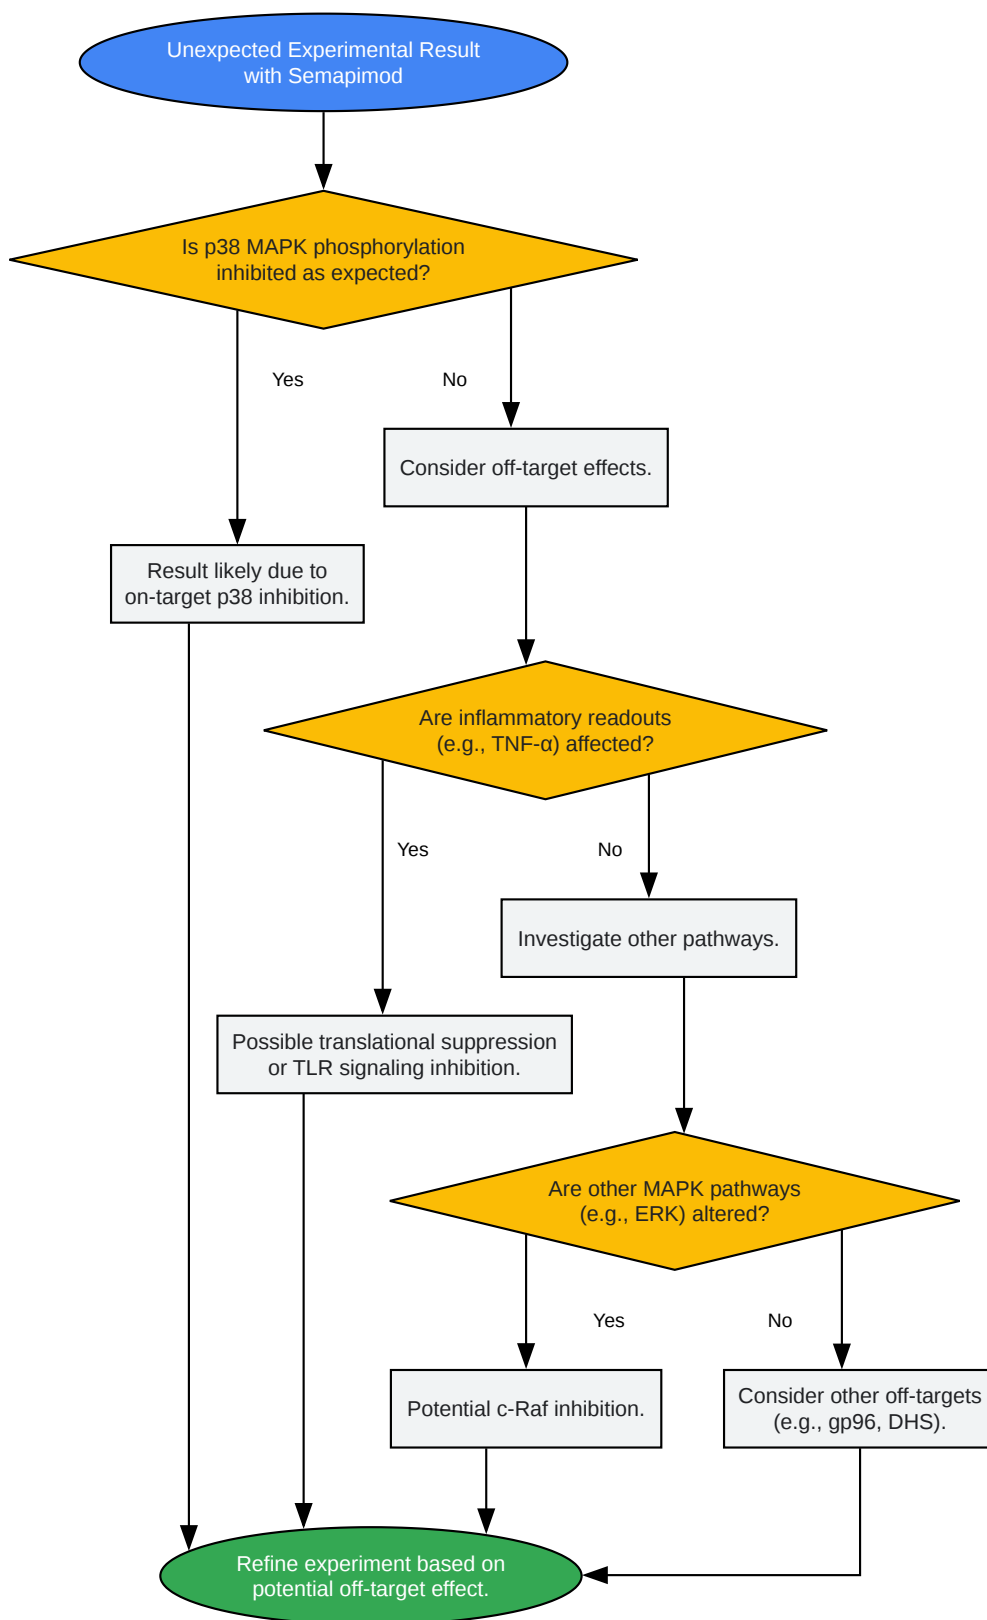 Unexpected Experimental Result
with Semapimod
Is p38 MAPK phosphorylation
inhibited as expected?
Yes
No
Consider off-target effects.
Result likely due to
on-target p38 inhibition.
Are inflammatory readouts
(e.g., TNF-α) affected?
Yes
No
Investigate other pathways.
Possible translational suppression
or TLR signaling inhibition.
Are other MAPK pathways
(e.g., ERK) altered?
Yes
No
Potential c-Raf inhibition.
Consider other off-targets
(e.g., gp96, DHS).
Refine experiment based on
potential off-target effect.